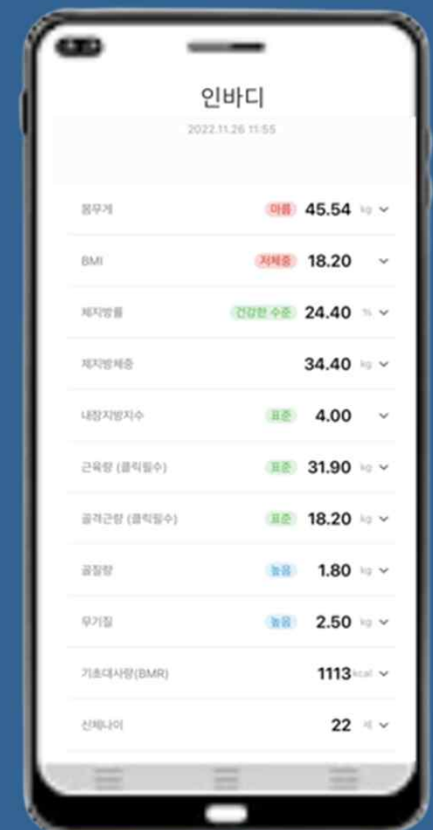 인바디
2022.11.26 11:55
몸무게 마름 45.54 kg
BMI 저체중 18.20
체지방률 건강한 수준 24.40 %
제지방체중 34.40 kg
내장지방지수 표준 4.00
근육량 (클릭필수) 표준 31.90 kg
골격근량 (클릭필수) 표준 18.20 kg
골질량 높음 1.80 kg
무기질 높음 2.50 kg
기초대사량(BMR) 1113 kcal
신체나이 22 세